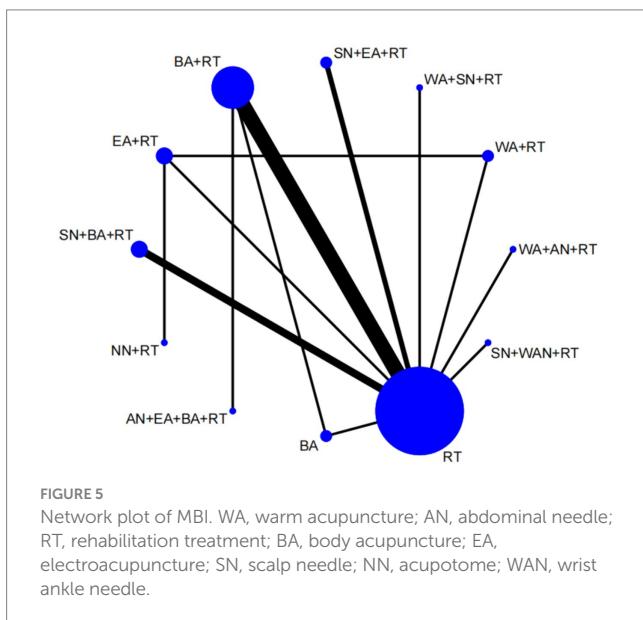 SN+EA+RT
BA+RT
WA+SN+RT
EA+RT
WA+RT
SN+BA+RT
WA+AN+RT
NN+RT
SN+WAN+RT
AN+EA+BA+RT
BA
RT
FIGURE 5
Network plot of MBI. WA, warm acupuncture; AN, abdominal needle;
RT, rehabilitation treatment; BA, body acupuncture; EA,
electroacupuncture; SN, scalp needle; NN, acupotome; WAN, wrist
ankle needle.